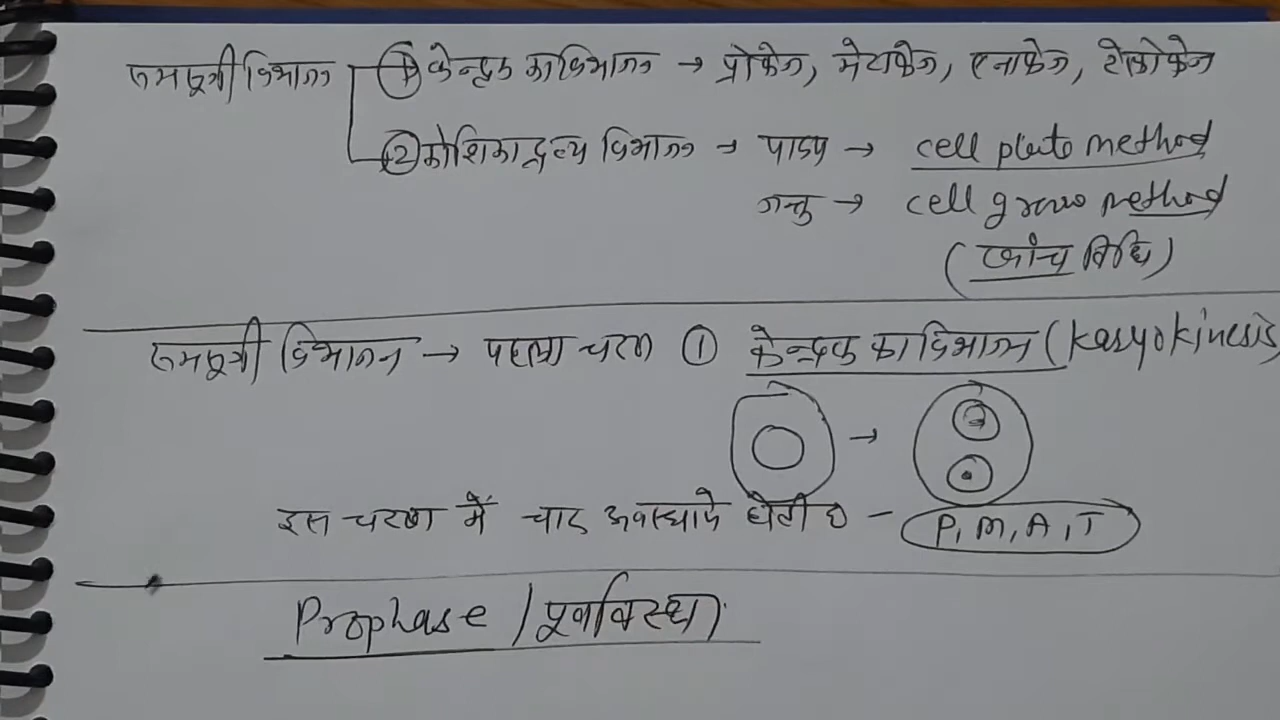 समसूत्री विभाजन ① केन्द्रक का विभाजन → प्रोफेज, मेटाफेज, एनाफेज, टेलोफेज
② कोशिकाद्रव्य विभाजन → पादप → cell plate method
जन्तु → cell grove method
(खांच विधि)
समसूत्री विभाजन → पहला चरण ① केन्द्रक का विभाजन (Karyokinesis
→
इस चरण में चार अवस्थाऐ होती है - P, M, A, T
Prophase / पूर्वावस्था